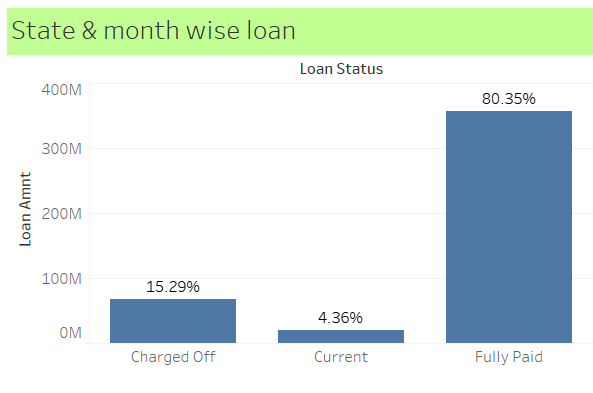 State & month wise loan
Loan Status
400M
300M
200M
100M
0M
Loan Amnt
80.35%
15.29%
4.36%
Charged Off
Current
Fully Paid